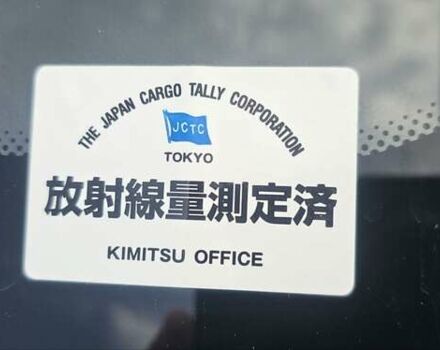 THE JAPAN CARGO TALLY CORPORATION
JCTC
TOKYO
放射線量測定済
KIMITSU OFFICE